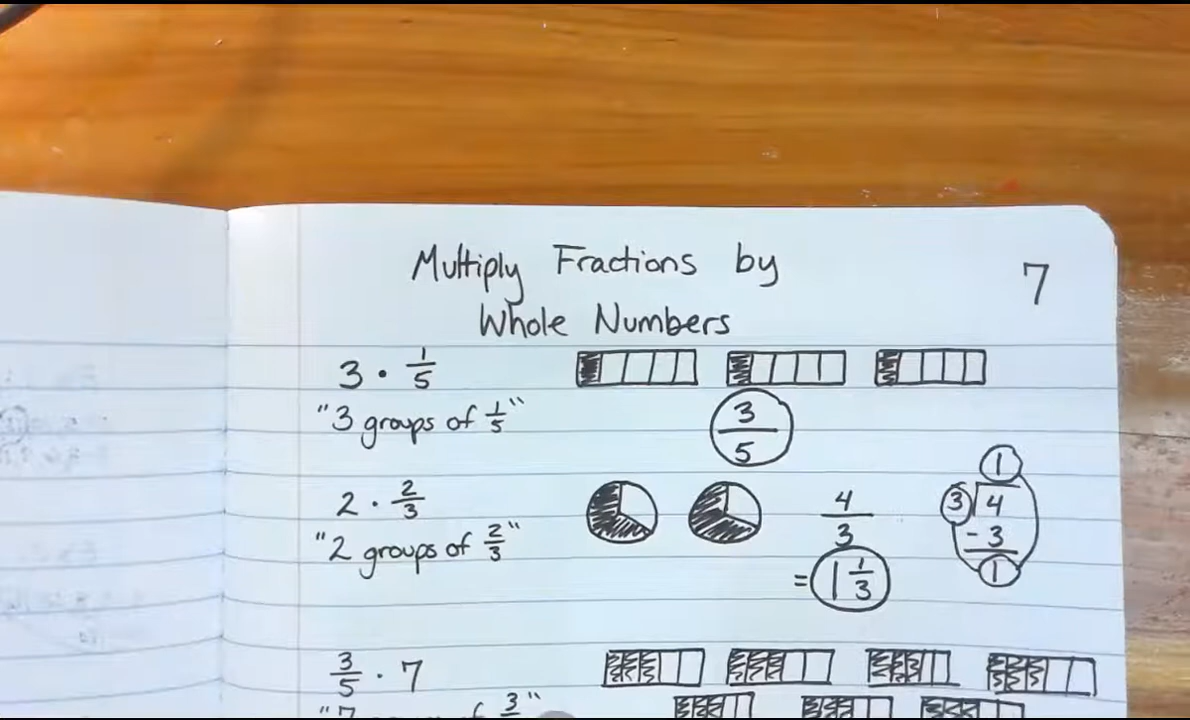 Multiply Fractions by
7
Whole Numbers
3 · 1/5
"3 groups of 1/5"
3/5
2 · 2/3
"2 groups of 2/3"
4/3
= 1 1/3
1
3 4
- 3
1
3/5 · 7
"7